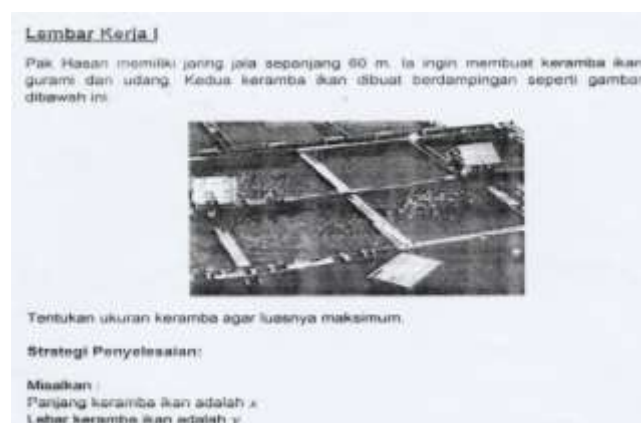 Lembar Kerja I
Pak Hasan memiliki jaring jala sepanjang 60 m. Ia ingin membuat keramba ikan
gurami dan udang. Kedua keramba ikan dibuat berdampingan seperti gambar
dibawah ini
Tentukan ukuran keramba agar luasnya maksimum.
Strategi Penyelesaian:
Misalkan :
Panjang keramba ikan adalah x
Lebar keramba ikan adalah y